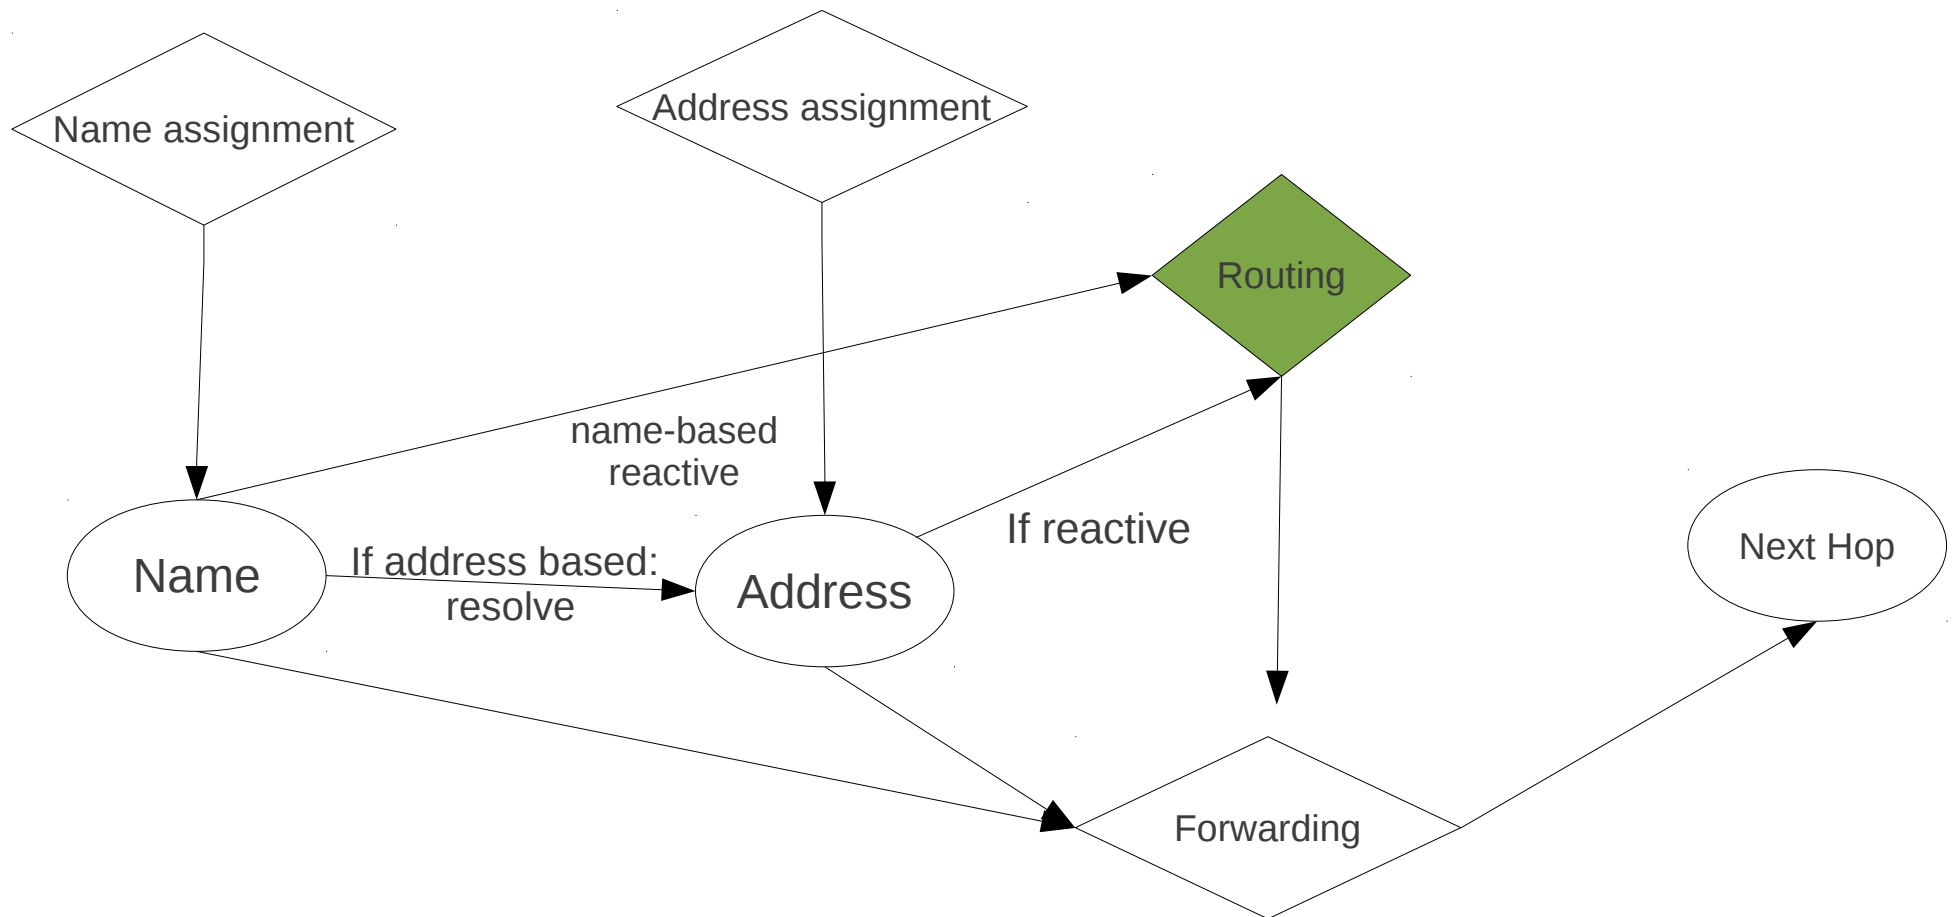 Name assignment
Address assignment
Routing
name-based
reactive
If reactive
Next Hop
Name
If address based:
resolve
Address
Forwarding